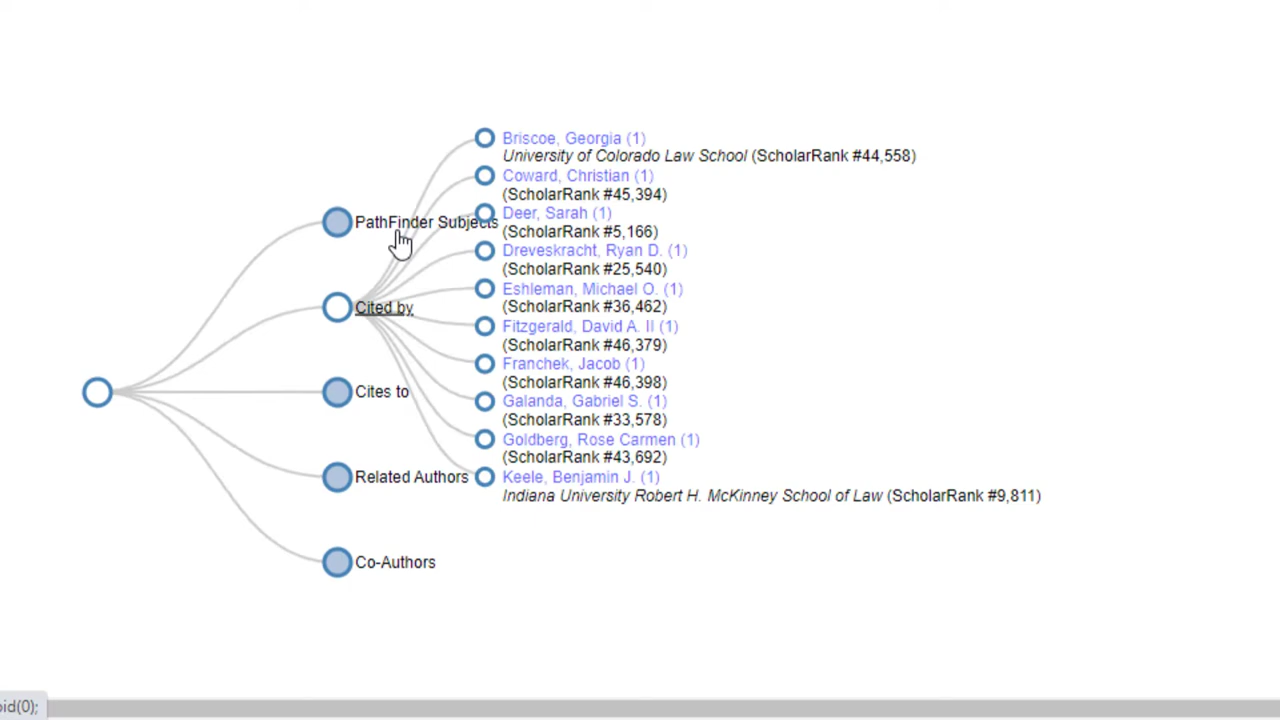 Briscoe, Georgia (1)
University of Colorado Law School (ScholarRank #44,558)
Coward, Christian (1)
(ScholarRank #45,394)
PathFinder Subjects
Deer, Sarah (1)
(ScholarRank #5,166)
Dreveskracht, Ryan D. (1)
(ScholarRank #25,540)
Cited by
Eshleman, Michael O. (1)
(ScholarRank #36,462)
Fitzgerald, David A. II (1)
(ScholarRank #46,379)
Cites to
Franchek, Jacob (1)
(ScholarRank #46,398)
Galanda, Gabriel S. (1)
(ScholarRank #33,578)
Goldberg, Rose Carmen (1)
(ScholarRank #43,692)
Related Authors
Keele, Benjamin J. (1)
Indiana University Robert H. McKinney School of Law (ScholarRank #9,811)
Co-Authors
oid(0);